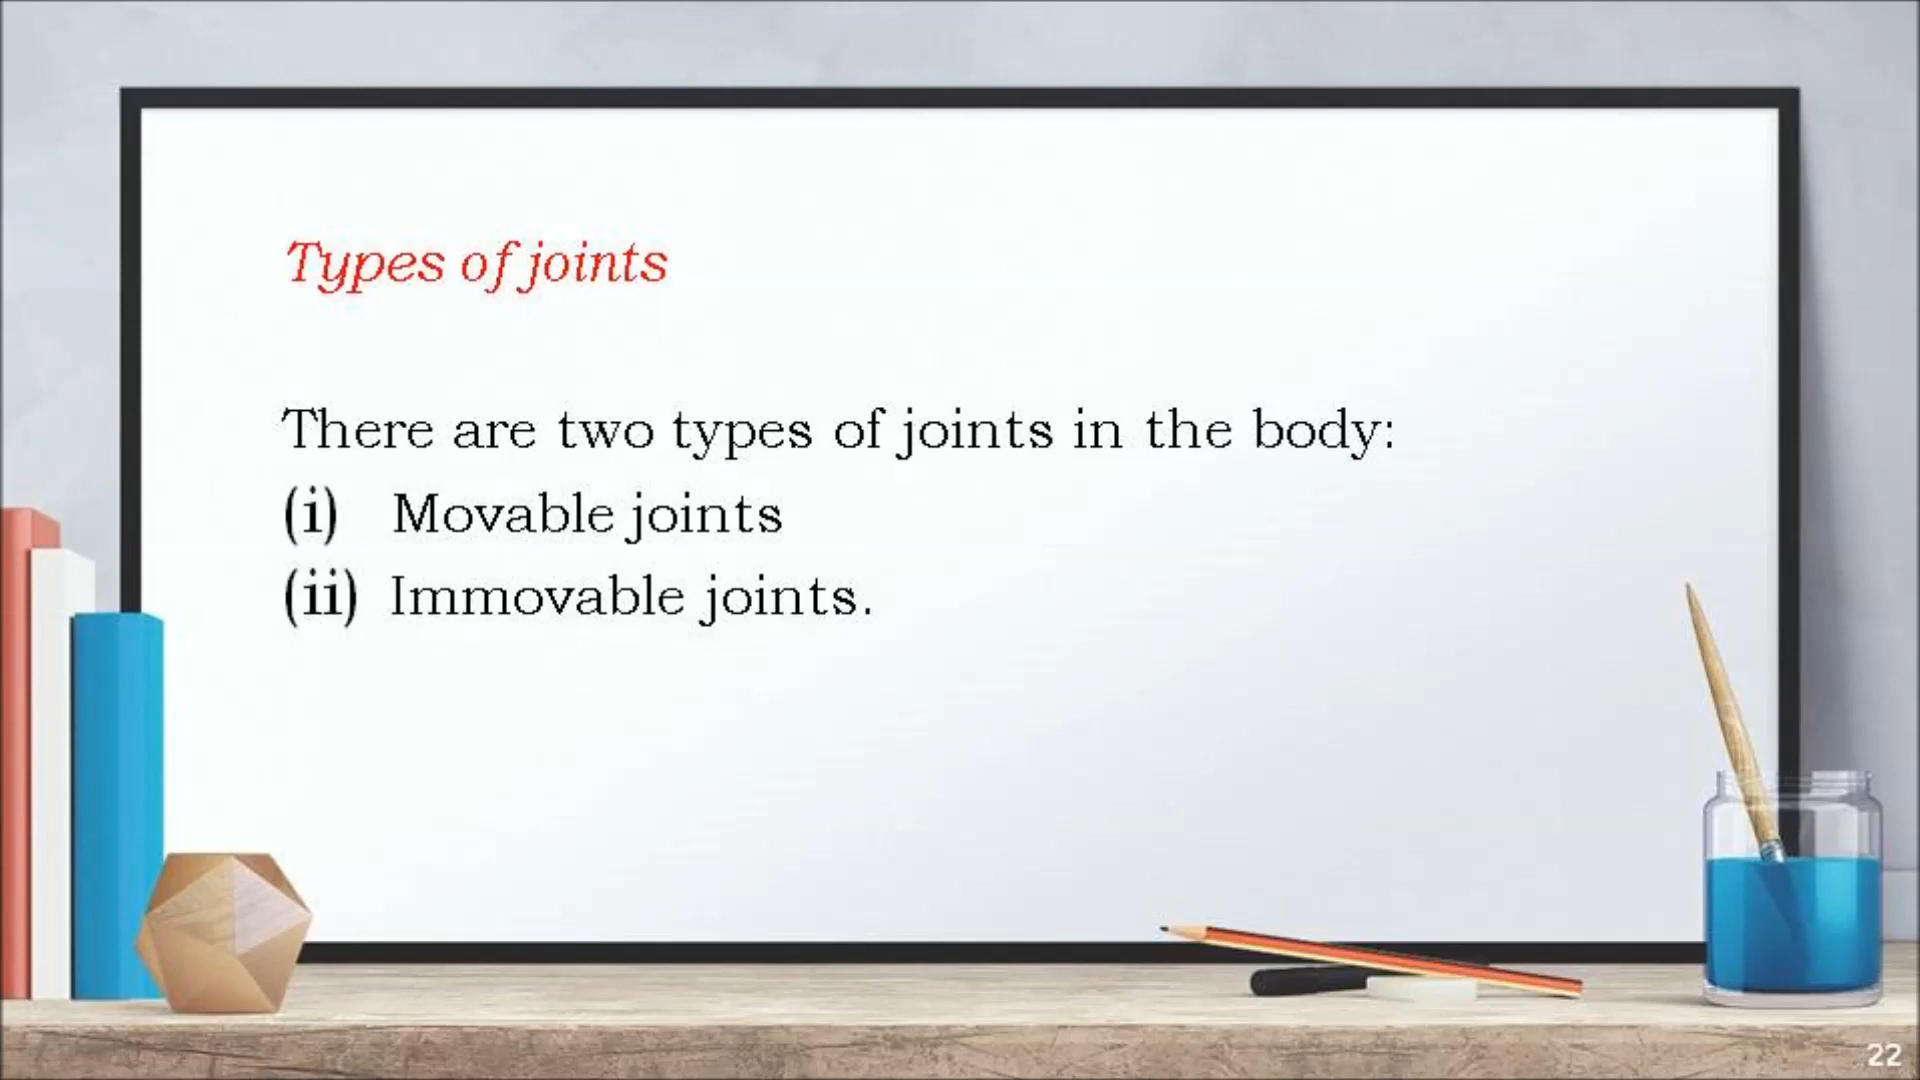 Types of joints
There are two types of joints in the body:
(i) Movable joints
(ii) Immovable joints.
22